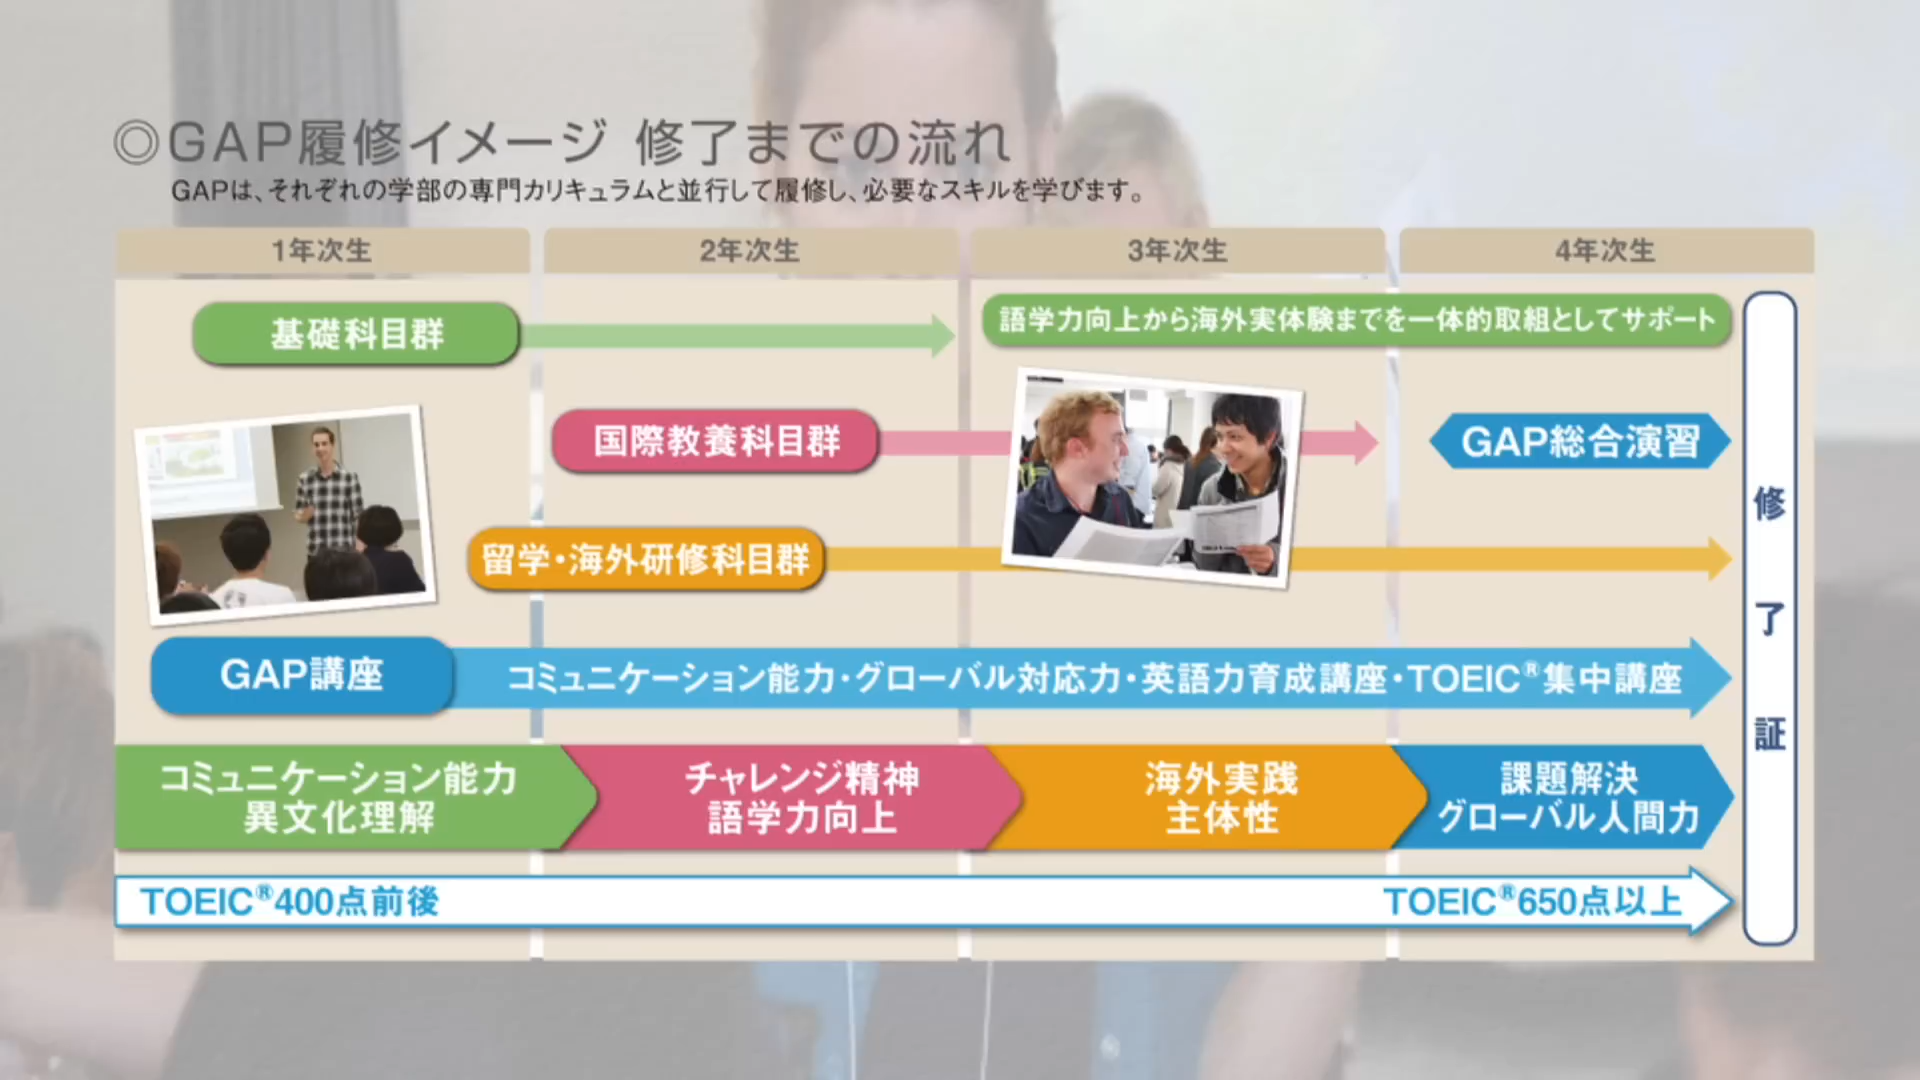 ◎GAP履修イメージ 修了までの流れ
GAPは、それぞれの学部の専門カリキュラムと並行して履修し、必要なスキルを学びます。
1年次生
2年次生
3年次生
4年次生
基礎科目群
語学力向上から海外実体験までを一体的取組としてサポート
国際教養科目群
GAP総合演習
留学・海外研修科目群
GAP講座
コミュニケーション能力・グローバル対応力・英語力育成講座・TOEIC®集中講座
コミュニケーション能力
異文化理解
チャレンジ精神
語学力向上
海外実践
主体性
課題解決
グローバル人間力
TOEIC®400点前後
TOEIC®650点以上
修了証